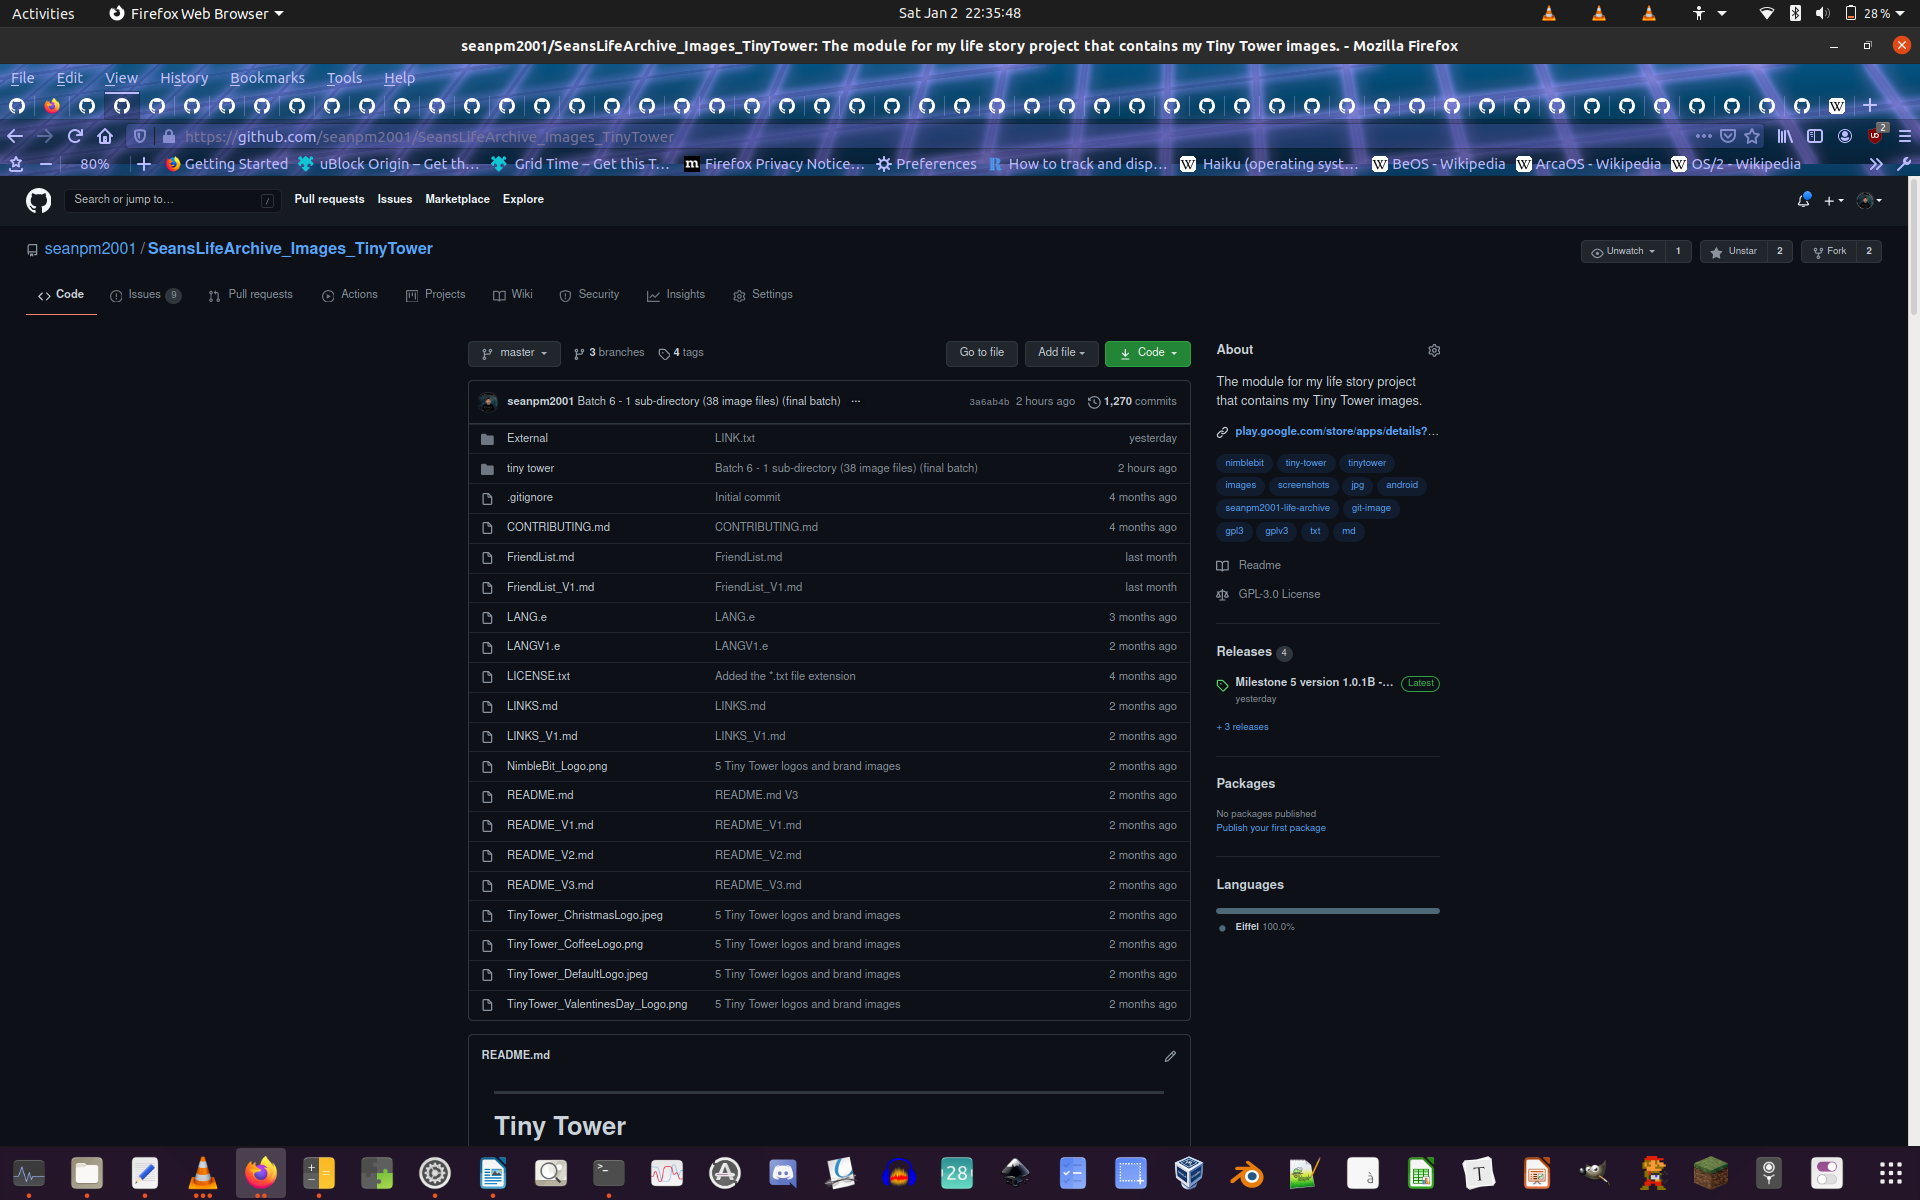 Activities Firefox Web Browser Sat Jan 2 22:35:48 28 %
seanpm2001/SeansLifeArchive_Images_TinyTower: The module for my life story project that contains my Tiny Tower images. - Mozilla Firefox
File Edit View History Bookmarks Tools Help
https://github.com/seanpm2001/SeansLifeArchive_Images_TinyTower 2
80% Getting Started uBlock Origin – Get th… Grid Time – Get this T… Firefox Privacy Notice… Preferences How to track and disp… Haiku (operating syst… BeOS - Wikipedia ArcaOS - Wikipedia OS/2 - Wikipedia
Search or jump to… / Pull requests Issues Marketplace Explore
seanpm2001 / SeansLifeArchive_Images_TinyTower Unwatch 1 Unstar 2 Fork 2
Code Issues 9 Pull requests Actions Projects Wiki Security Insights Settings
master 3 branches 4 tags Go to file Add file Code
seanpm2001 Batch 6 - 1 sub-directory (38 image files) (final batch) ... 3a6ab4b 2 hours ago 1,270 commits
External LINK.txt yesterday
tiny tower Batch 6 - 1 sub-directory (38 image files) (final batch) 2 hours ago
.gitignore Initial commit 4 months ago
CONTRIBUTING.md CONTRIBUTING.md 4 months ago
FriendList.md FriendList.md last month
FriendList_V1.md FriendList_V1.md last month
LANG.e LANG.e 3 months ago
LANGV1.e LANGV1.e 2 months ago
LICENSE.txt Added the *.txt file extension 4 months ago
LINKS.md LINKS.md 2 months ago
LINKS_V1.md LINKS_V1.md 2 months ago
NimbleBit_Logo.png 5 Tiny Tower logos and brand images 2 months ago
README.md README.md V3 2 months ago
README_V1.md README_V1.md 2 months ago
README_V2.md README_V2.md 2 months ago
README_V3.md README_V3.md 2 months ago
TinyTower_ChristmasLogo.jpeg 5 Tiny Tower logos and brand images 2 months ago
TinyTower_CoffeeLogo.png 5 Tiny Tower logos and brand images 2 months ago
TinyTower_DefaultLogo.jpeg 5 Tiny Tower logos and brand images 2 months ago
TinyTower_ValentinesDay_Logo.png 5 Tiny Tower logos and brand images 2 months ago
README.md
Tiny Tower
About
The module for my life story project
that contains my Tiny Tower images.
play.google.com/store/apps/details?…
nimblebit tiny-tower tinytower
images screenshots jpg android
seanpm2001-life-archive git-image
gpl3 gplv3 txt md
Readme
GPL-3.0 License
Releases 4
Milestone 5 version 1.0.1B -… Latest
yesterday
+ 3 releases
Packages
No packages published
Publish your first package
Languages
Eiffel 100.0%
28